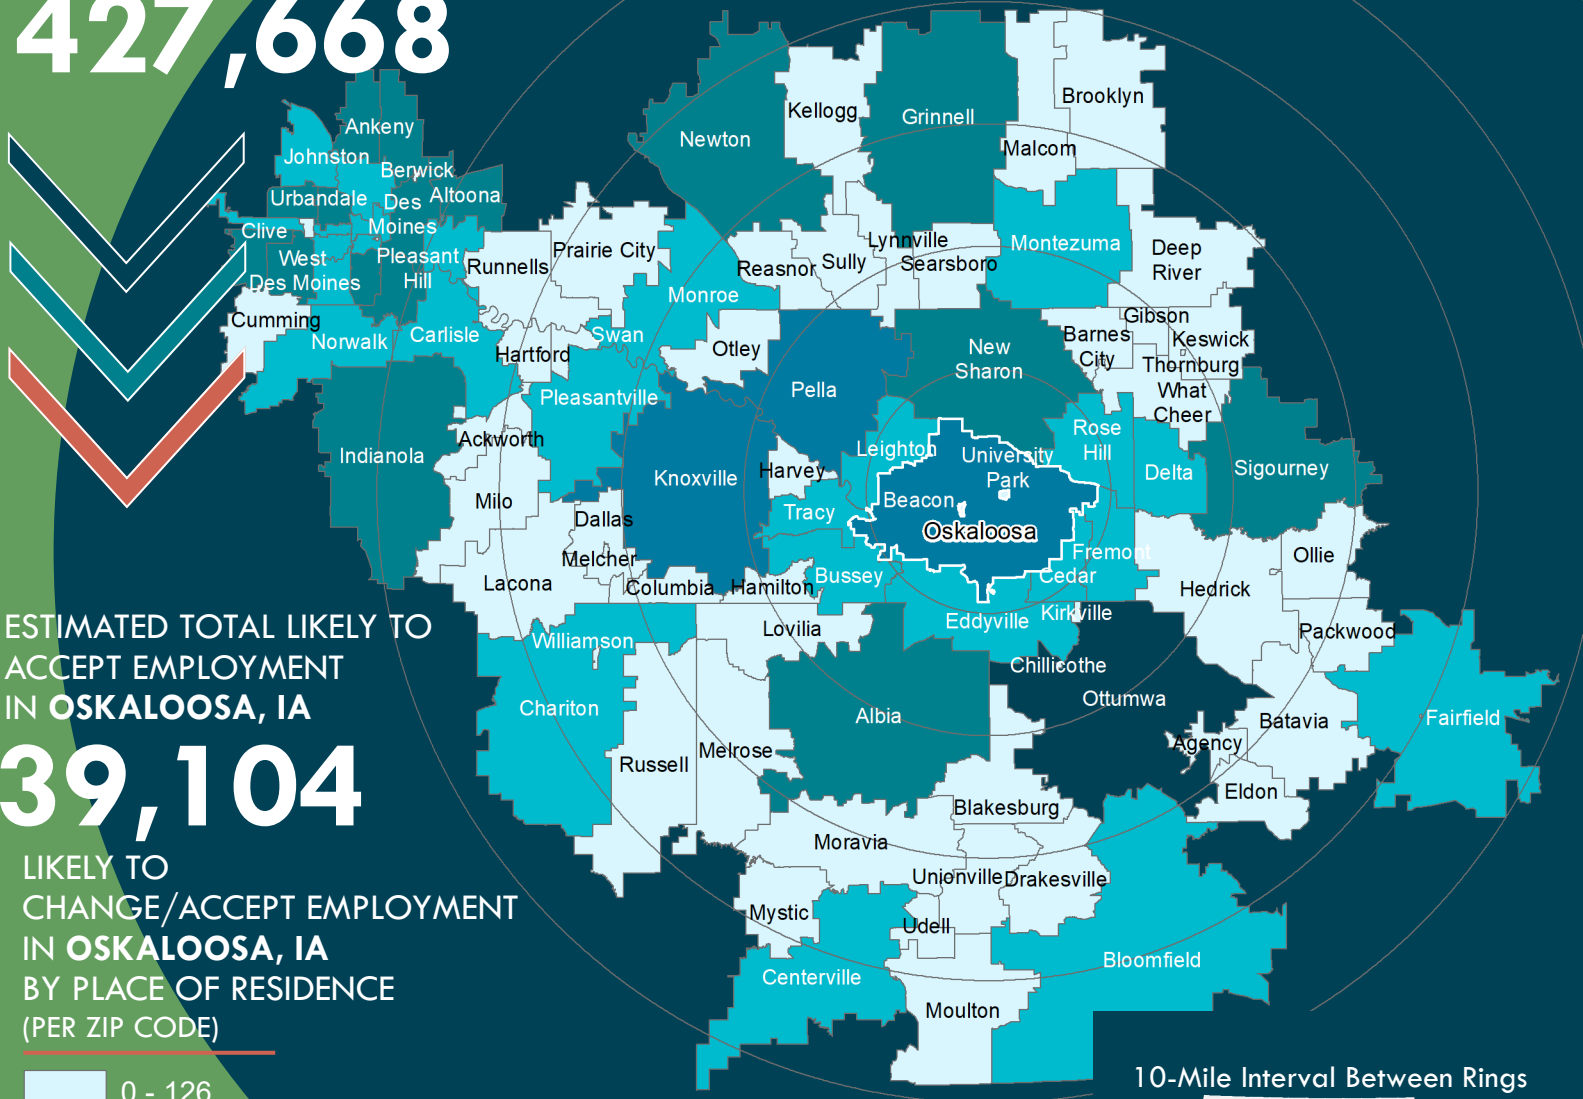 427,668
Ankeny
Johnston
Berwick
Urbandale
Des
Moines
Altoona
Clive
West
Des Moines
Pleasant
Hill
Cumming
Norwalk
Carlisle
Runnells
Prairie City
Hartford
Swan
Monroe
Otley
Newton
Kellogg
Grinnell
Brooklyn
Malcom
Reasnor
Sully
Lynnville
Searsboro
Montezuma
Deep
River
Gibson
Barnes
City
Keswick
Thornburg
What
Cheer
New
Sharon
Pella
Pleasantville
Indianola
Ackworth
Milo
Knoxville
Harvey
Leighton
University
Park
Beacon
Oskaloosa
Rose
Hill
Delta
Sigourney
Tracy
Dallas
Melcher
Lacona
Columbia
Hamilton
Bussey
Fremont
Cedar
Eddyville
Kirkville
Hedrick
Ollie
Packwood
Lovilia
Williamson
Chillicothe
Ottumwa
Chariton
Albia
Russell
Melrose
Agency
Batavia
Fairfield
Eldon
Blakesburg
Moravia
Unionville
Drakesville
Mystic
Udell
Centerville
Bloomfield
Moulton
ESTIMATED TOTAL LIKELY TO
ACCEPT EMPLOYMENT
IN OSKALOOSA, IA
39,104
LIKELY TO
CHANGE/ACCEPT EMPLOYMENT
IN OSKALOOSA, IA
BY PLACE OF RESIDENCE
(PER ZIP CODE)
0 - 126
10-Mile Interval Between Rings